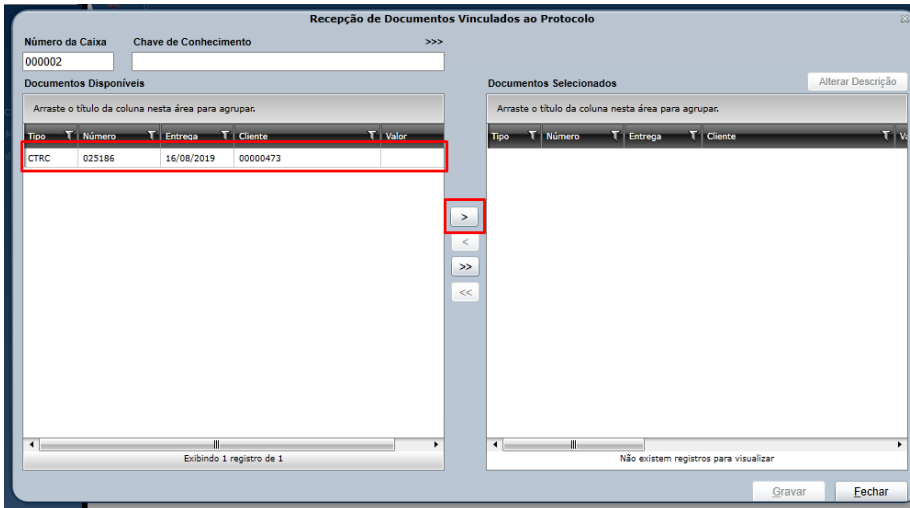 Recepção de Documentos Vinculados ao Protocolo
Número da Caixa Chave de Conhecimento >>>
000002
Documentos Disponíveis
Arraste o título da coluna nesta área para agrupar.
Tipo Número Entrega Cliente Valor
CTRC 025186 16/08/2019 00000473
Exibindo 1 registro de 1
>
<
>>
<<
Documentos Selecionados Alterar Descrição
Arraste o título da coluna nesta área para agrupar.
Tipo Número Entrega Cliente
Não existem registros para visualizar
Gravar Fechar